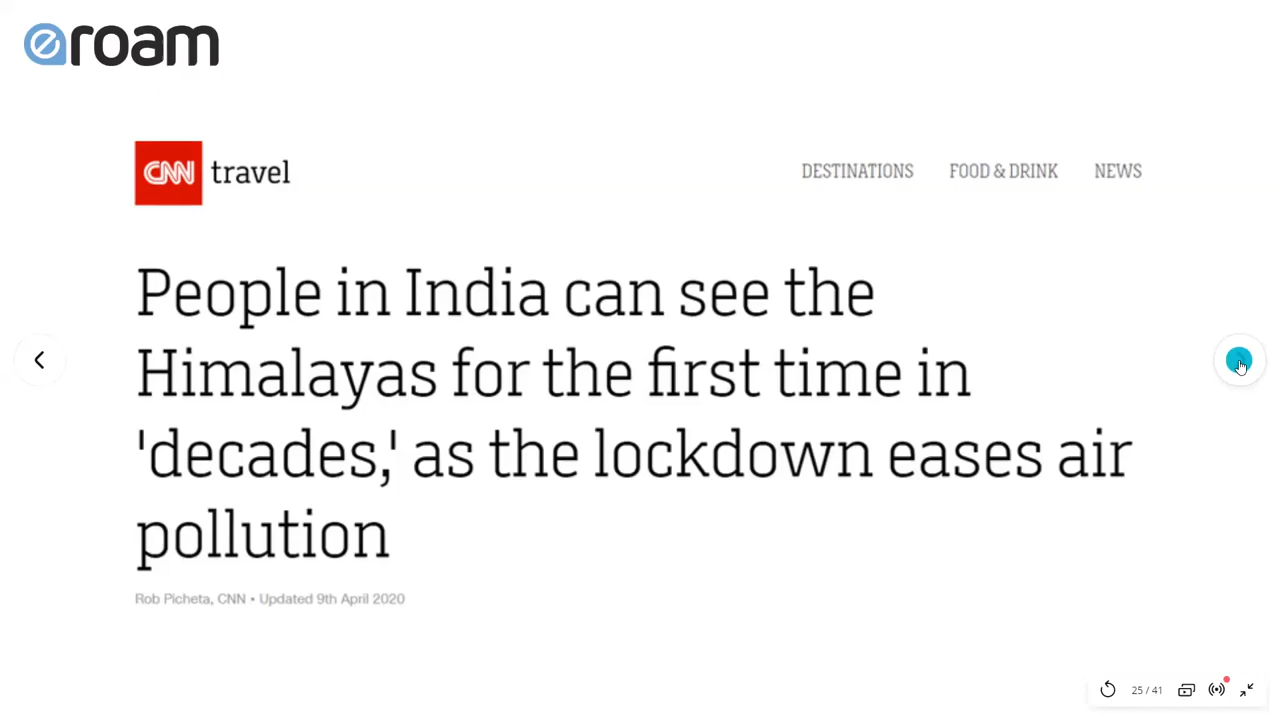 eroam
CNN travel
DESTINATIONS FOOD & DRINK NEWS
People in India can see the
Himalayas for the first time in
'decades,' as the lockdown eases air
pollution
Rob Picheta, CNN • Updated 9th April 2020
25 / 41